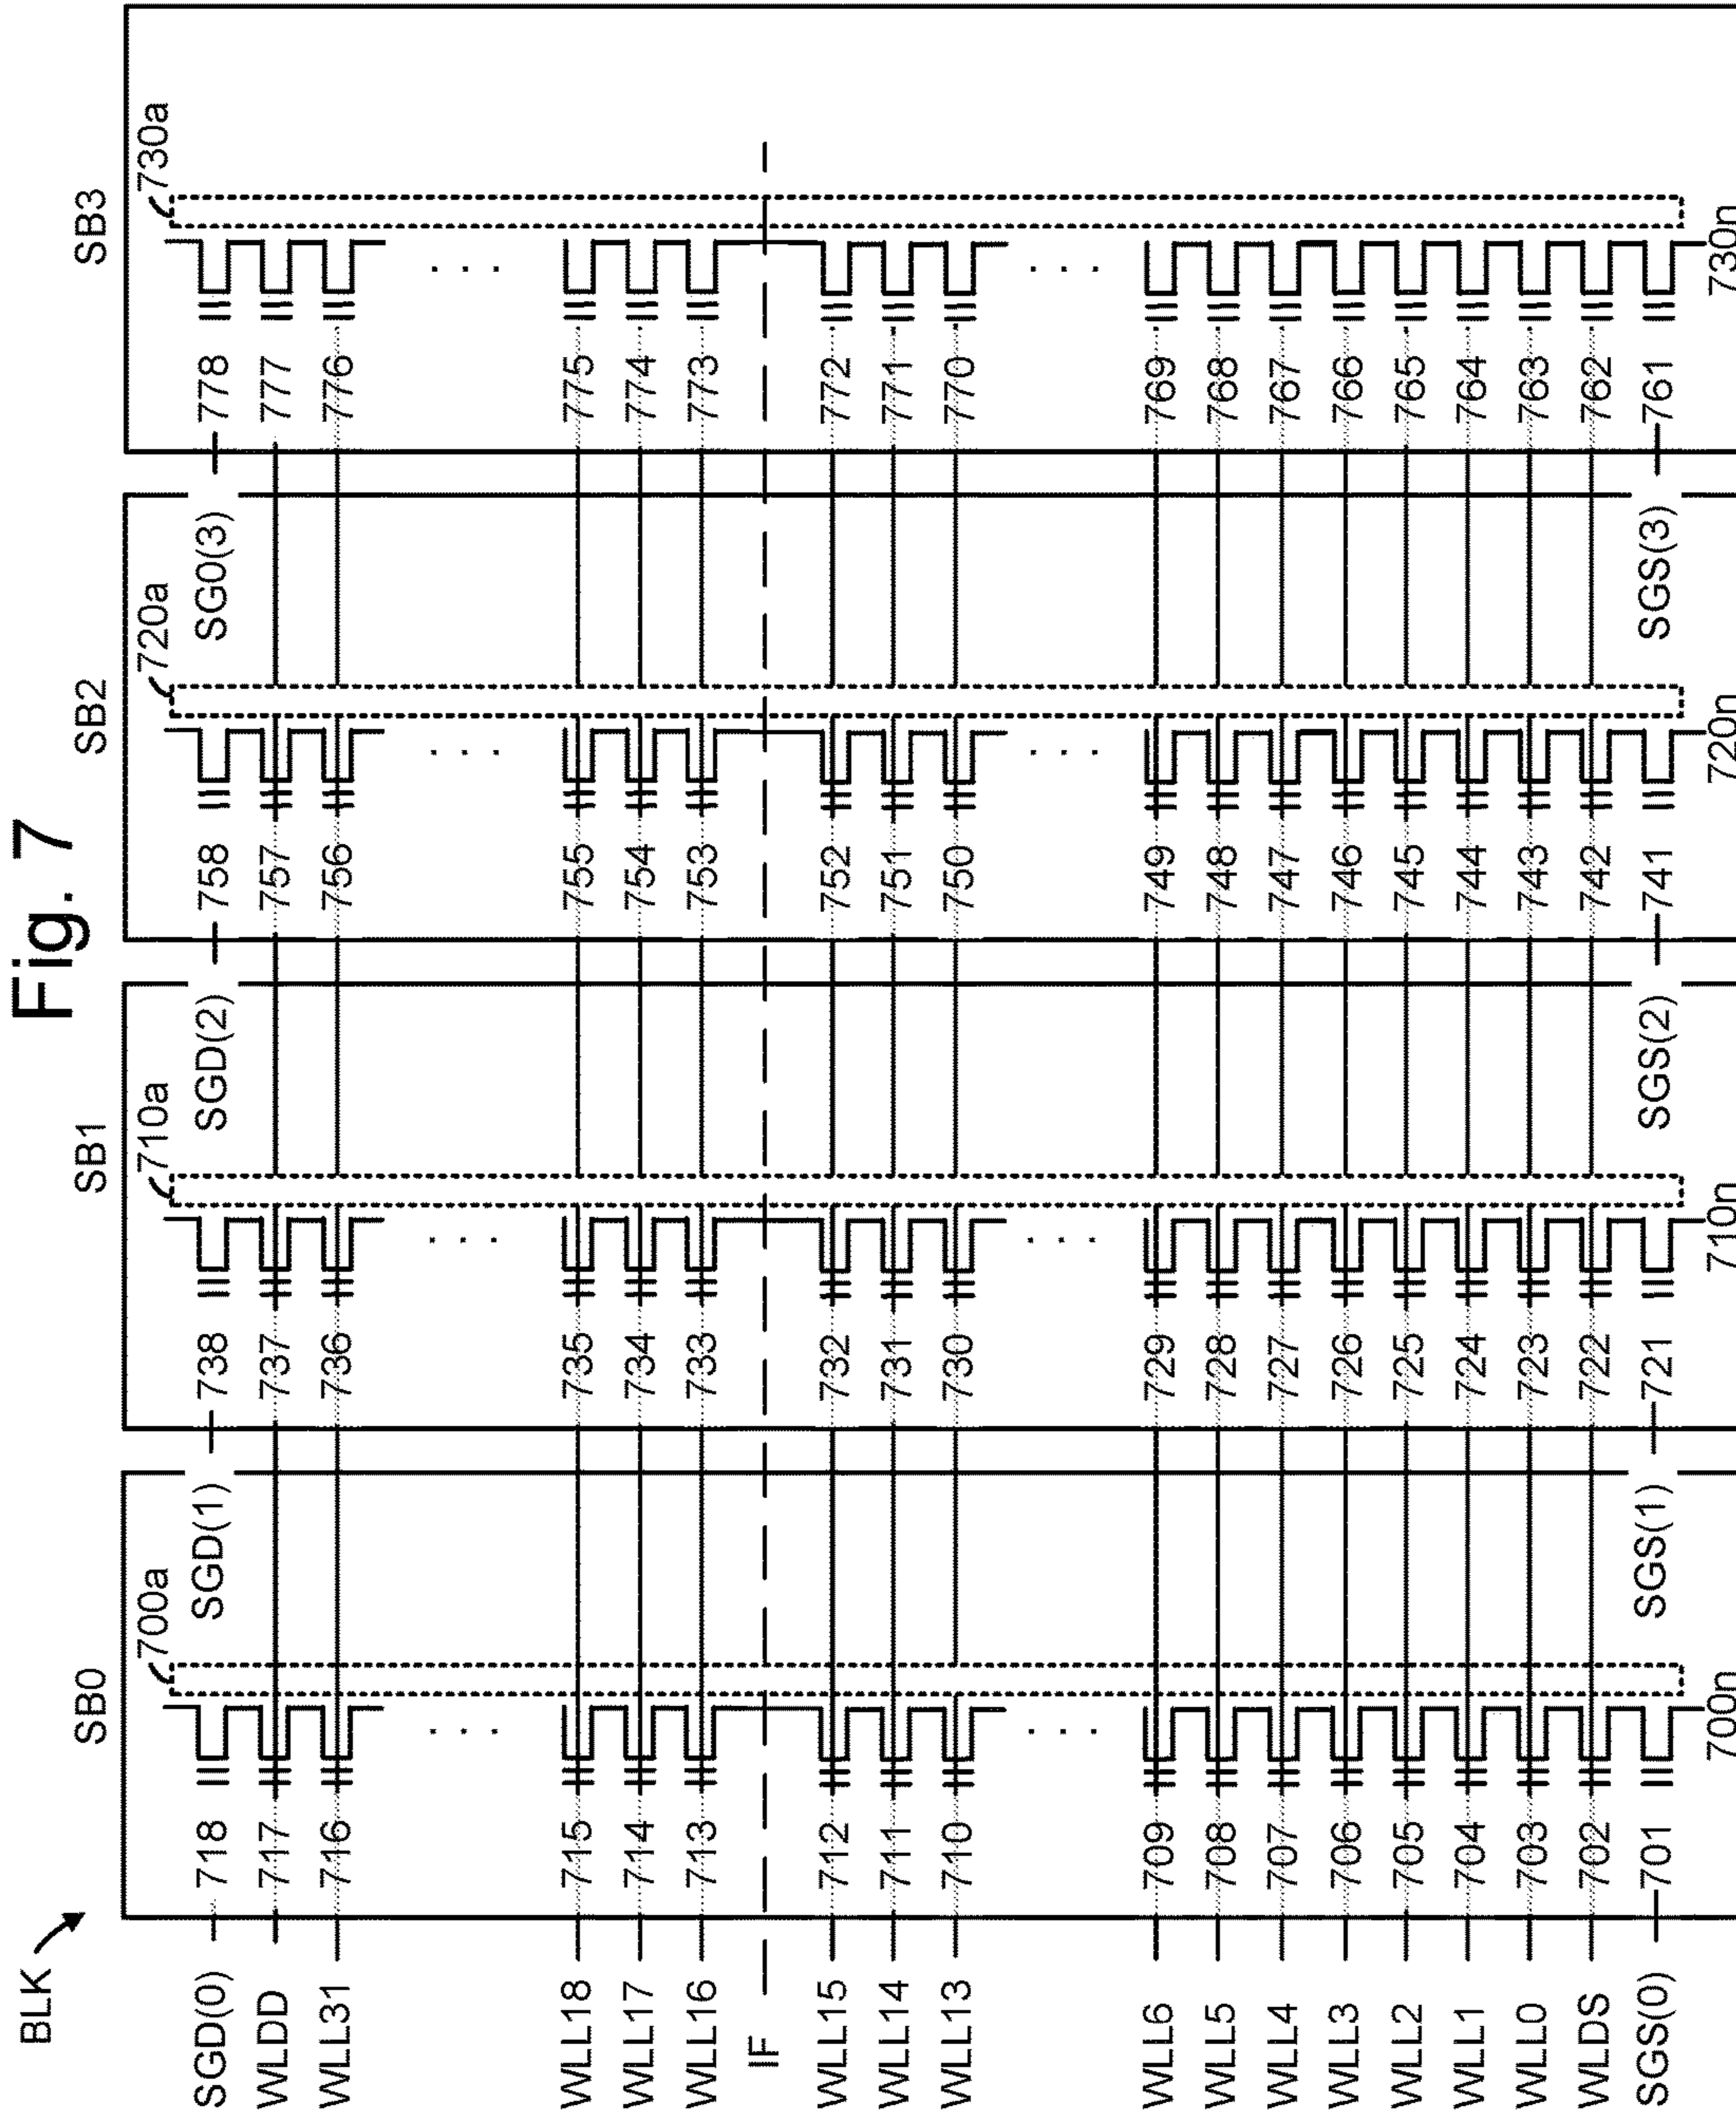 Fig. 7
BLK
SB0 SB1 SB2 SB3
700a 710a 720a 730a
SGD(0) 718 SGD(1) 738 SGD(2) 758 SG0(3) 778
WLDD 717 737 757 777
WLL31 716 736 756 776
WLL18 715 735 755 775
WLL17 714 734 754 774
WLL16 713 733 753 773
IF
WLL15 712 732 752 772
WLL14 711 731 751 771
WLL13 710 730 750 770
WLL6 709 729 749 769
WLL5 708 728 748 768
WLL4 707 727 747 767
WLL3 706 726 746 766
WLL2 705 725 745 765
WLL1 704 724 744 764
WLL0 703 723 743 763
WLDS 702 722 742 762
SGS(0) 701 SGS(1) 721 SGS(2) 741 SGS(3) 761
700n 710n 720n 730n